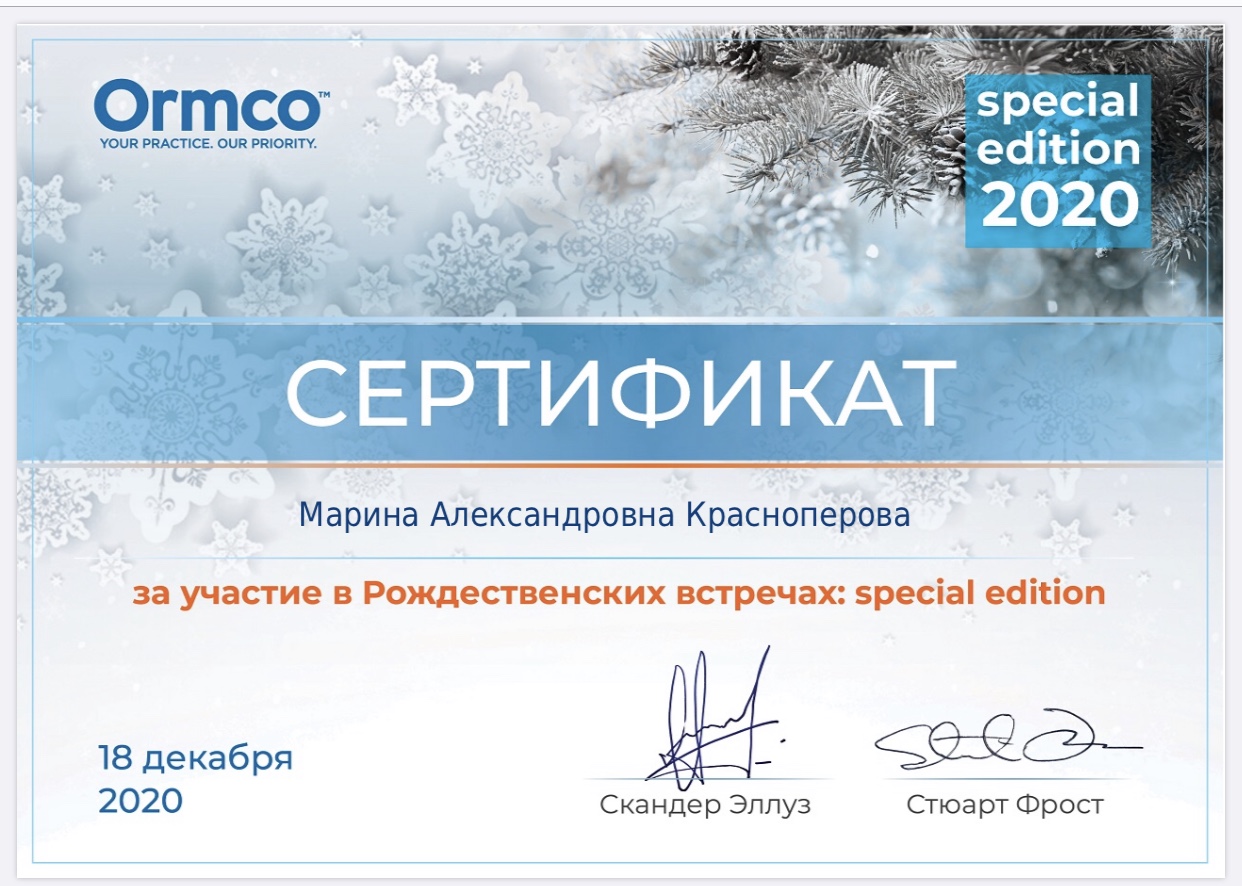 Ormco™
YOUR PRACTICE. OUR PRIORITY.
special
edition
2020
СЕРТИФИКАТ
Марина Александровна Красноперова
за участие в Рождественских встречах: special edition
18 декабря
2020
Скандер Эллуз
Стюарт Фрост